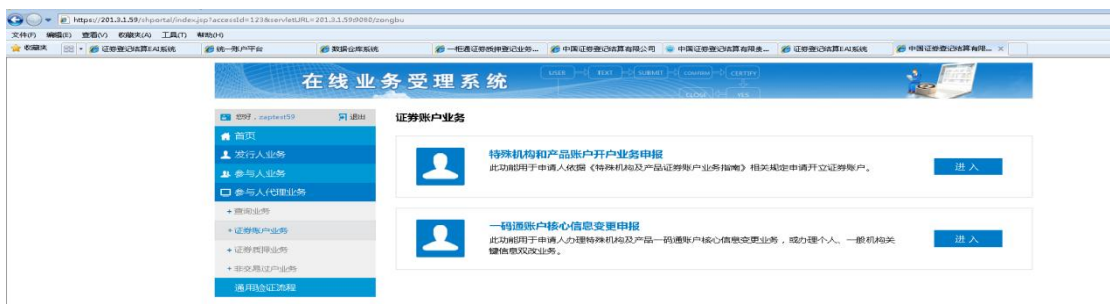 https://201.3.1.59/shportal/index.jsp?accessId=123&servletURL=201.3.1.59:9080/zongbu
文件(F) 编辑(E) 查看(V) 收藏夹(A) 工具(T) 帮助(H)
收藏夹 证券登记结算EAI系统 统一账户平台 数据仓库系统 一柜通证券质押登记业务... 中国证券登记结算有限公司 中国证券登记结算有限责... 证券登记结算EAI系统 中国证券登记结算有限...
在线业务受理系统
USER TEXT SUBMIT CONFIRM CERTIFY
CLOSE YES
您好，zaptest59 退出
证券账户业务
首页
发行人业务
参与人业务
参与人代理业务
+查询业务
+证券账户业务
+证券质押业务
+非交易过户业务
通用验证流程
特殊机构和产品账户开户业务申报
此功能用于申请人依据《特殊机构及产品证券账户业务指南》相关规定申请开立证券账户。
进 入
一码通账户核心信息变更申报
此功能用于申请人办理特殊机构及产品一码通账户核心信息变更业务，或办理个人、一般机构关
键信息双改业务。
进 入